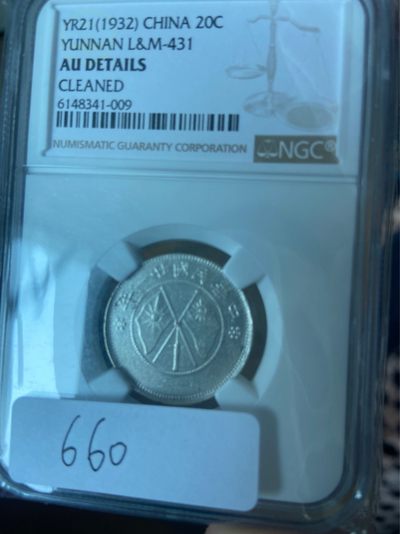 YR21(1932) CHINA 20C
YUNNAN L&M-431
AU DETAILS
CLEANED
6148341-009
NUMISMATIC GUARANTY CORPORATION
NGC®
660